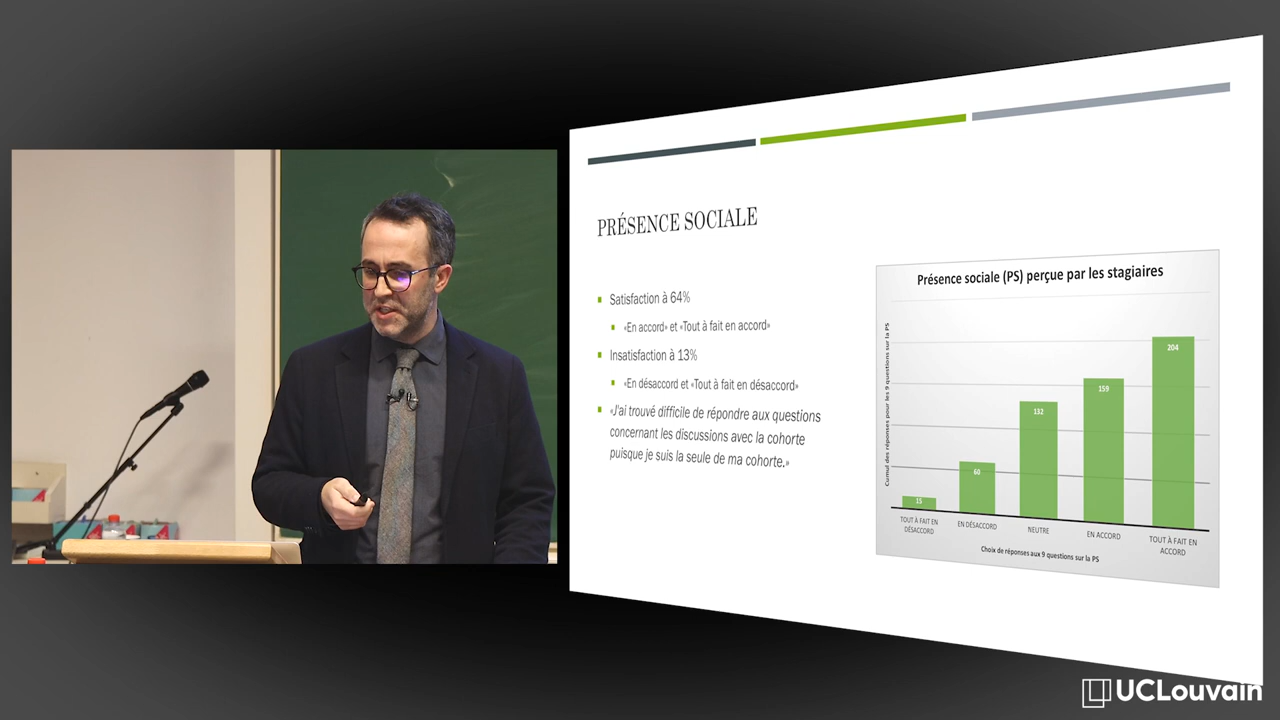 PRÉSENCE SOCIALE
Satisfaction à 64%
«En accord» et «Tout à fait en accord»
Insatisfaction à 13%
«En désaccord et «Tout à fait en désaccord»
«J'ai trouvé difficile de répondre aux questions
concernant les discussions avec la cohorte
puisque je suis la seule de ma cohorte.»
Présence sociale (PS) perçue par les stagiaires
Cumul des réponses pour les 9 questions sur la PS
15
60
132
159
204
TOUT À FAIT EN
DÉSACCORD
EN DÉSACCORD
NEUTRE
EN ACCORD
TOUT À FAIT EN
ACCORD
Choix de réponses aux 9 questions sur la PS
UCLouvain